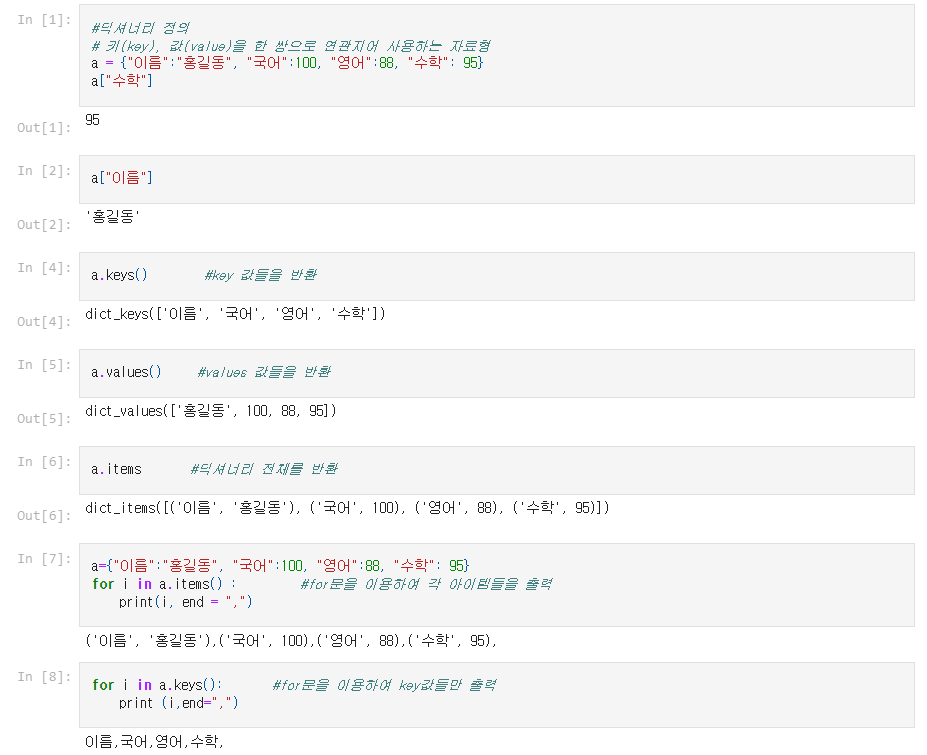 In [1]:
#딕셔너리 정의
# 키(key), 값(value)을 한 쌍으로 연관지어 사용하는 자료형
a = {"이름":"홍길동", "국어":100, "영어":88, "수학": 95}
a["수학"]
Out[1]:
95
In [2]:
a["이름"]
Out[2]:
'홍길동'
In [4]:
a.keys() #key 값들을 반환
Out[4]:
dict_keys(['이름', '국어', '영어', '수학'])
In [5]:
a.values() #values 값들을 반환
Out[5]:
dict_values(['홍길동', 100, 88, 95])
In [6]:
a.items #딕셔너리 전체를 반환
Out[6]:
dict_items([('이름', '홍길동'), ('국어', 100), ('영어', 88), ('수학', 95)])
In [7]:
a={"이름":"홍길동", "국어":100, "영어":88, "수학": 95}
for i in a.items() : #for문을 이용하여 각 아이템들을 출력
print(i, end = ",")
('이름', '홍길동'),('국어', 100),('영어', 88),('수학', 95),
In [8]:
for i in a.keys(): #for문을 이용하여 key값들만 출력
print (i,end=",")
이름,국어,영어,수학,